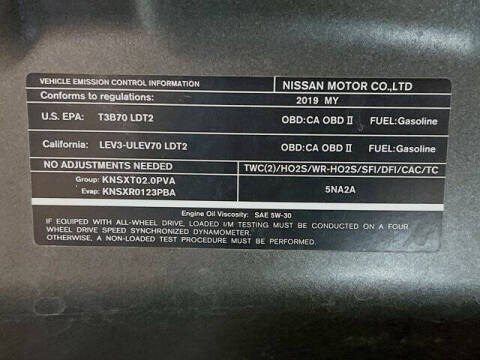 VEHICLE EMISSION CONTROL INFORMATION NISSAN MOTOR CO.,LTD
Conforms to regulations: 2019 MY
U.S. EPA: T3B70 LDT2 OBD:CA OBD II FUEL:Gasoline
California: LEV3-ULEV70 LDT2 OBD:CA OBD II FUEL:Gasoline
NO ADJUSTMENTS NEEDED TWC(2)/HO2S/WR-HO2S/SFI/DFI/CAC/TC
Group: KNSXT02.0PVA
Evap: KNSXR0123PBA 5NA2A
Engine Oil Viscosity: SAE 5W-30
IF EQUIPPED WITH ALL-WHEEL DRIVE, LOADED I/M TESTING MUST BE CONDUCTED ON A FOUR
WHEEL DRIVE SPEED SYNCHRONIZED DYNAMOMETER.
OTHERWISE, A NON-LOADED TEST PROCEDURE MUST BE PERFORMED.